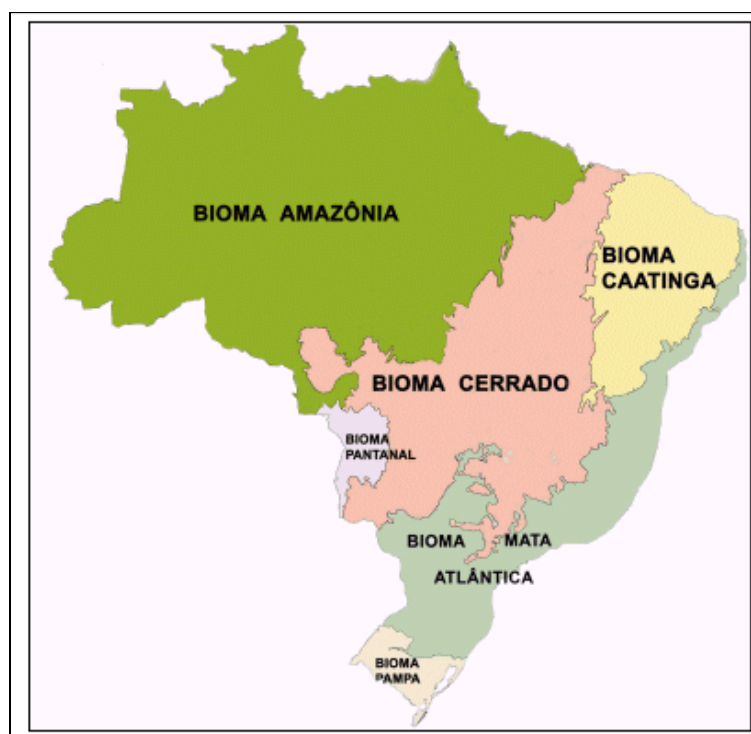 BIOMA AMAZÔNIA
BIOMA
CAATINGA
BIOMA CERRADO
BIOMA
PANTANAL
BIOMA MATA
ATLÂNTICA
BIOMA
PAMPA